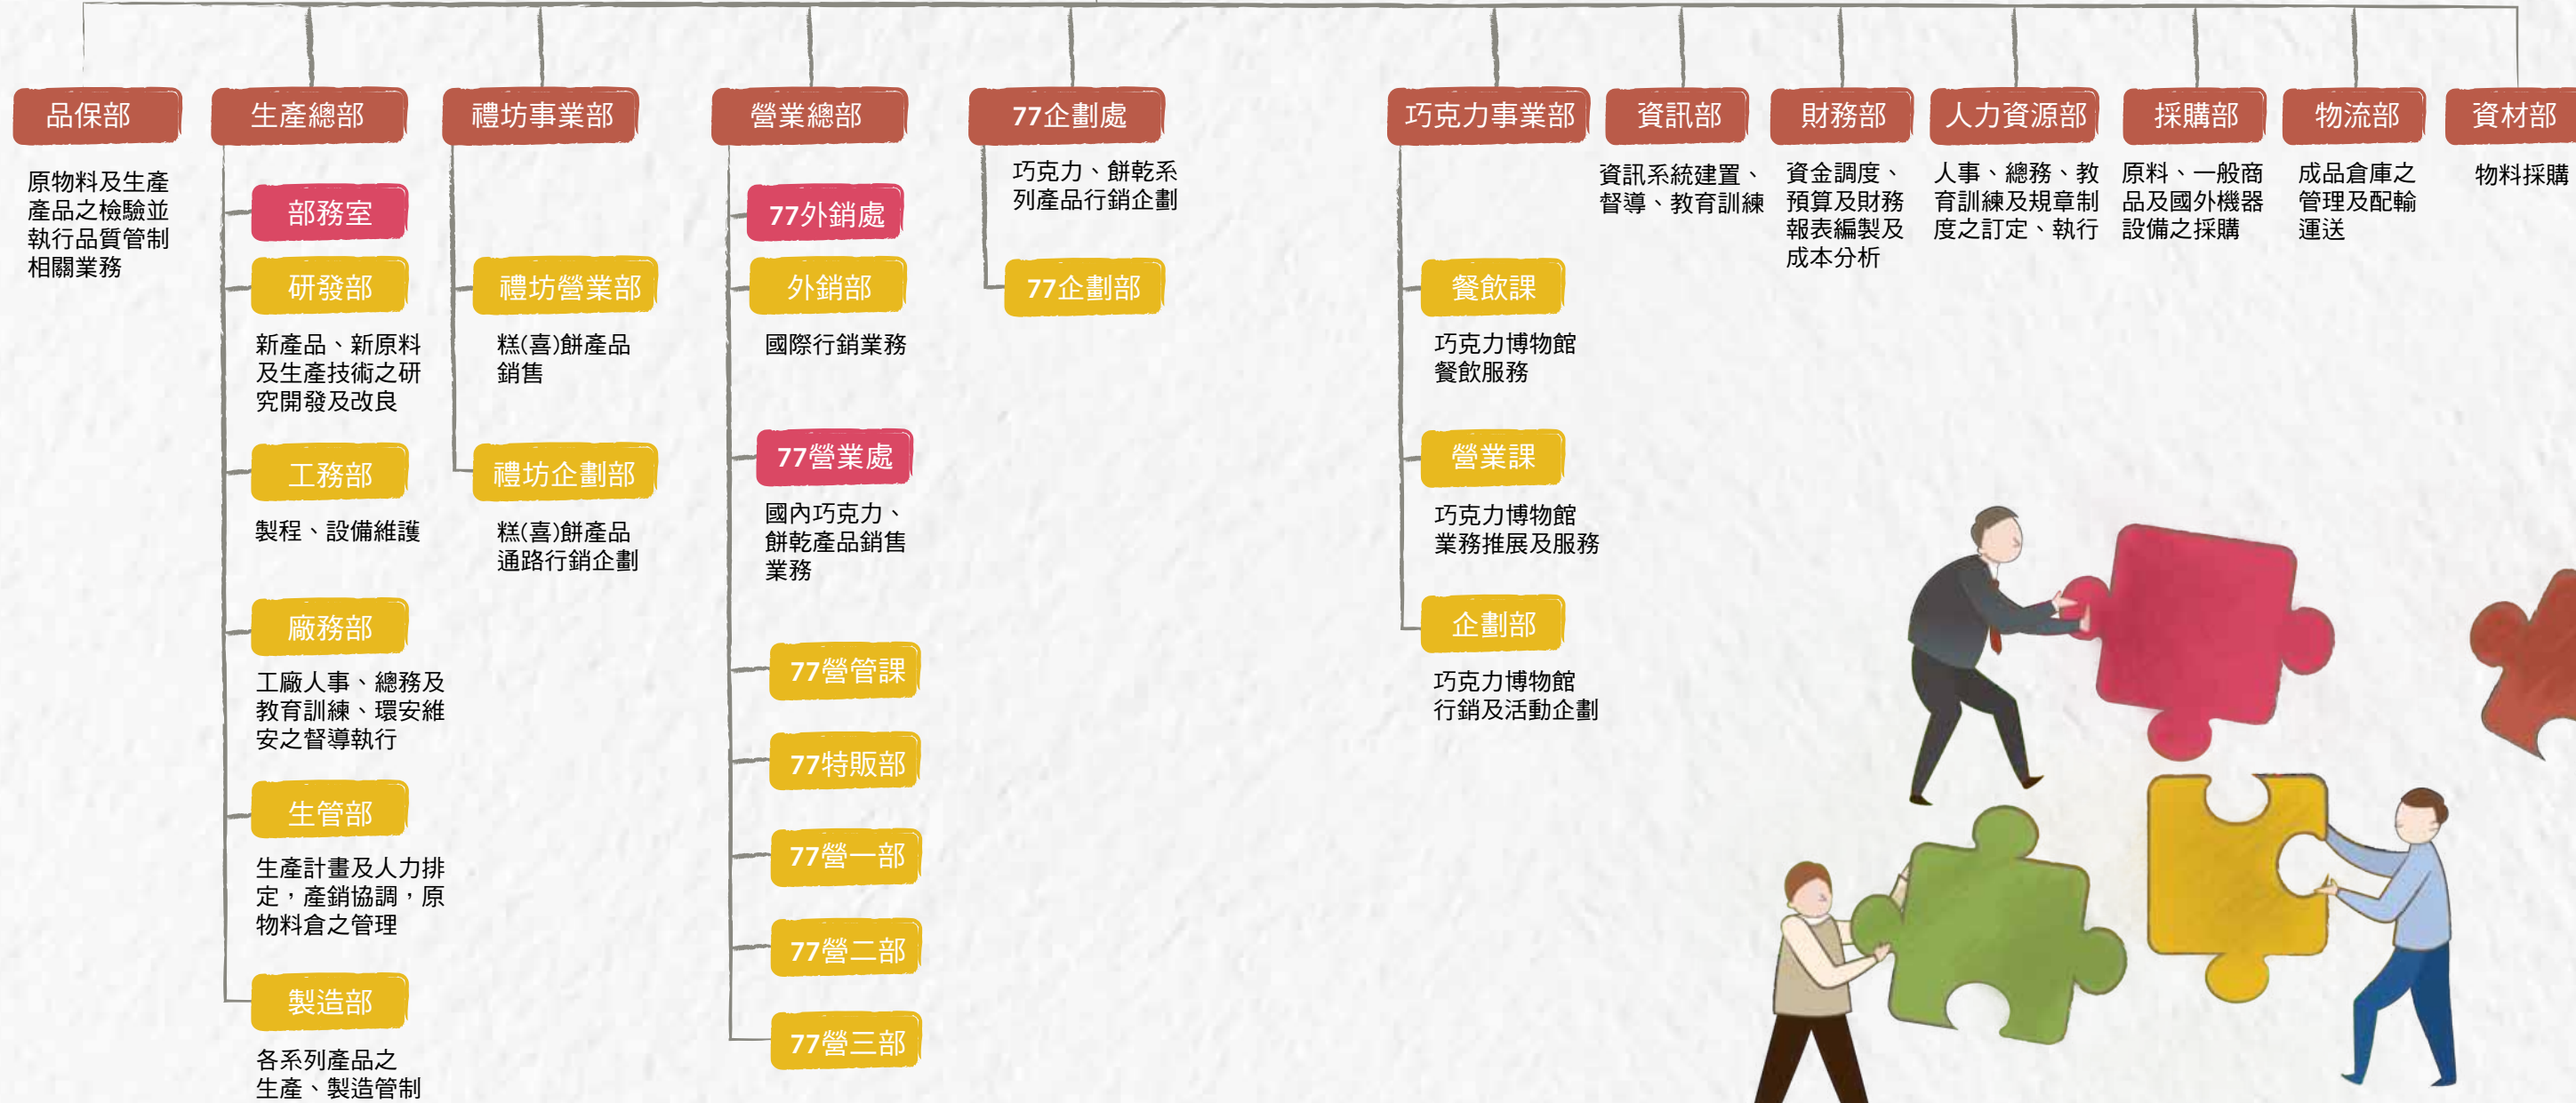 品保部
原物料及生產
產品之檢驗並
執行品質管制
相關業務
生產總部
部務室
研發部
新產品、新原料
及生產技術之研
究開發及改良
工務部
製程、設備維護
廠務部
工廠人事、總務及
教育訓練、環安維
安之督導執行
生管部
生產計畫及人力排
定，產銷協調，原
物料倉之管理
製造部
各系列產品之
生產、製造管制
禮坊事業部
禮坊營業部
糕(喜)餅產品
銷售
禮坊企劃部
糕(喜)餅產品
通路行銷企劃
營業總部
77外銷處
外銷部
國際行銷業務
77營業處
國內巧克力、
餅乾產品銷售
業務
77營管課
77特販部
77營一部
77營二部
77營三部
77企劃處
巧克力、餅乾系
列產品行銷企劃
77企劃部
巧克力事業部
餐飲課
巧克力博物館
餐飲服務
營業課
巧克力博物館
業務推展及服務
企劃部
巧克力博物館
行銷及活動企劃
資訊部
資訊系統建置、
督導、教育訓練
財務部
資金調度、
預算及財務
報表編製及
成本分析
人力資源部
人事、總務、教
育訓練及規章制
度之訂定、執行
採購部
原料、一般商
品及國外機器
設備之採購
物流部
成品倉庫之
管理及配輸
運送
資材部
物料採購